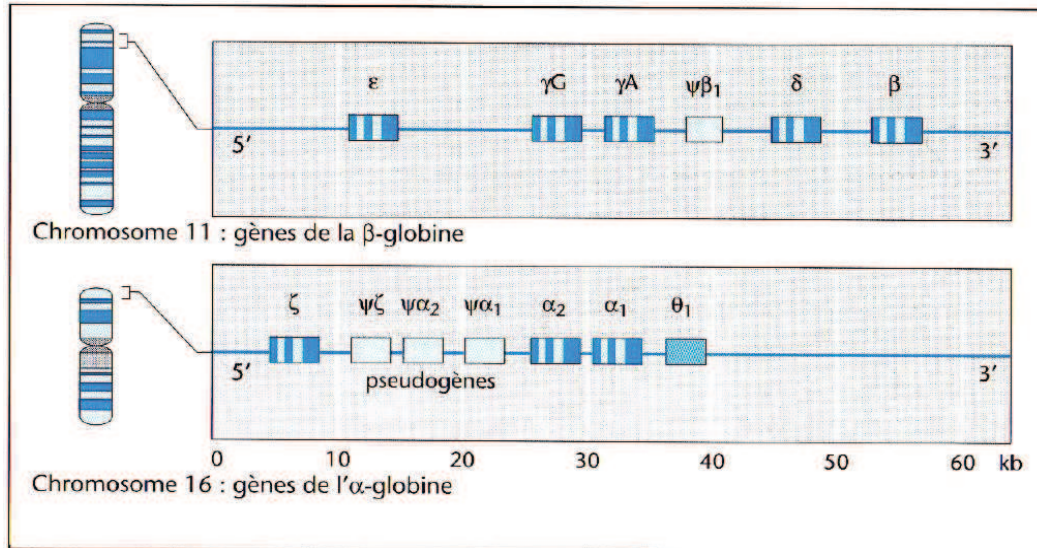 ε γG γA ψβ₁ δ β
5′ 3′
Chromosome 11 : gènes de la β-globine
ζ ψζ ψα₂ ψα₁ α₂ α₁ θ₁
5′ 3′
pseudogènes
0 10 20 30 40 50 60 kb
Chromosome 16 : gènes de l'α-globine